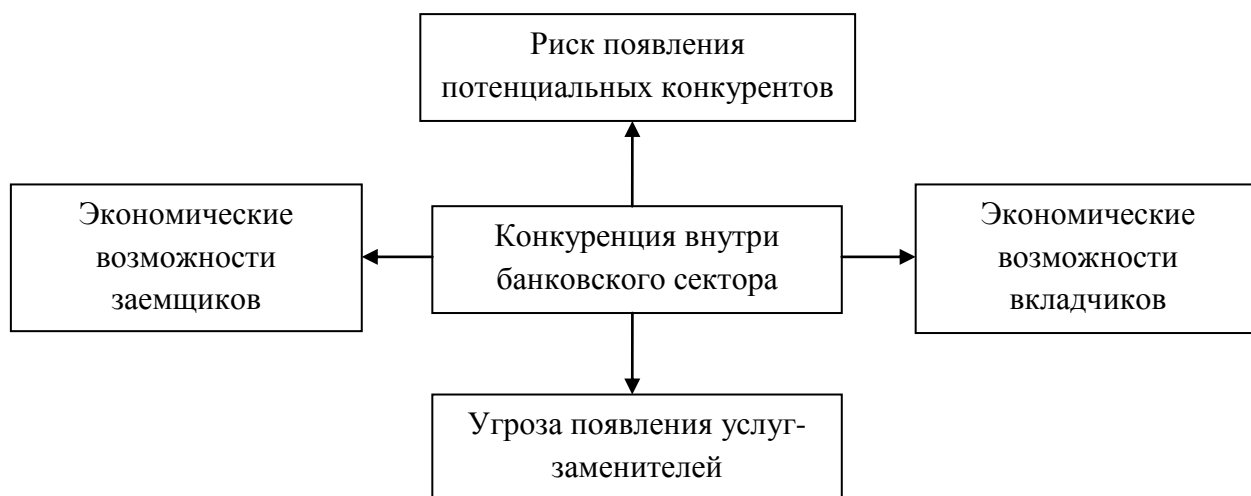 Риск появления
потенциальных конкурентов
Экономические
возможности
заемщиков
Конкуренция внутри
банковского сектора
Экономические
возможности
вкладчиков
Угроза появления услуг-
заменителей